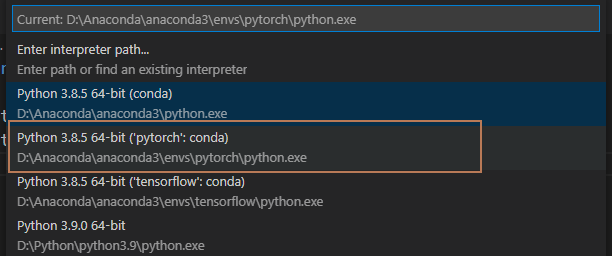 Current: D:\Anaconda\anaconda3\envs\pytorch\python.exe
Enter interpreter path...
Enter path or find an existing interpreter
Python 3.8.5 64-bit (conda)
D:\Anaconda\anaconda3\python.exe
Python 3.8.5 64-bit ('pytorch': conda)
D:\Anaconda\anaconda3\envs\pytorch\python.exe
Python 3.8.5 64-bit ('tensorflow': conda)
D:\Anaconda\anaconda3\envs\tensorflow\python.exe
Python 3.9.0 64-bit
D:\Python\python3.9\python.exe